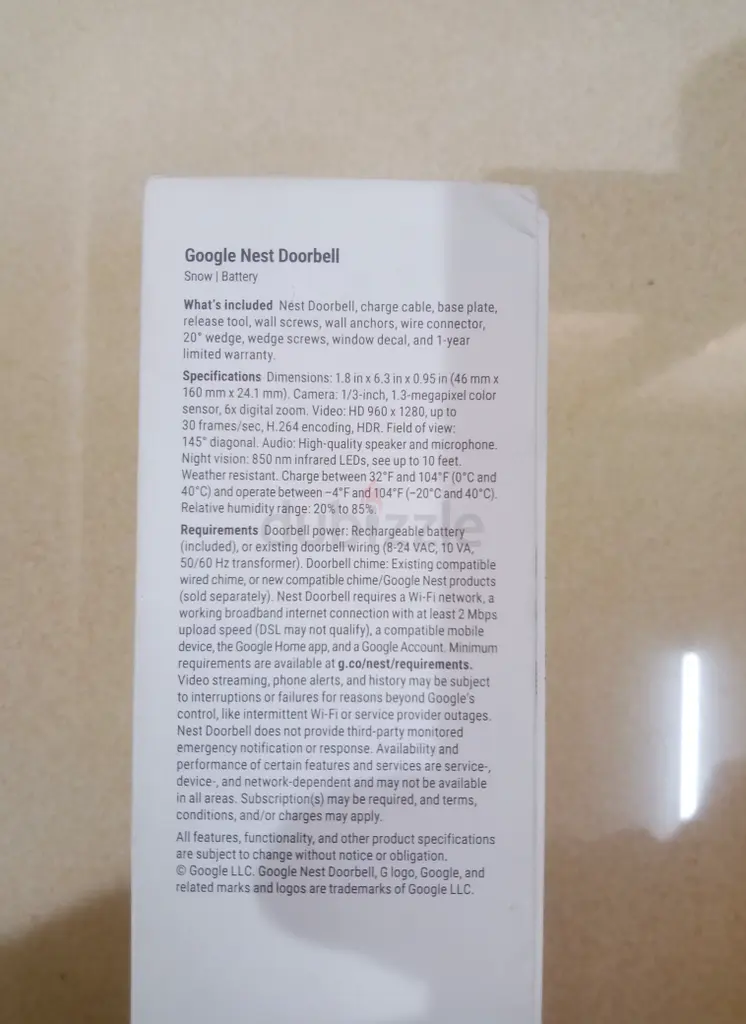 Google Nest Doorbell
Snow | Battery
What's included Nest Doorbell, charge cable, base plate,
release tool, wall screws, wall anchors, wire connector,
20° wedge, wedge screws, window decal, and 1-year
limited warranty.
Specifications Dimensions: 1.8 in x 6.3 in x 0.95 in (46 mm x
160 mm x 24.1 mm). Camera: 1/3-inch, 1.3-megapixel color
sensor, 6x digital zoom. Video: HD 960 x 1280, up to
30 frames/sec, H.264 encoding, HDR. Field of view:
145° diagonal. Audio: High-quality speaker and microphone.
Night vision: 850 nm infrared LEDs, see up to 10 feet.
Weather resistant. Charge between 32°F and 104°F (0°C and
40°C) and operate between –4°F and 104°F (–20°C and 40°C).
Relative humidity range: 20% to 85%.
dubizzle
Requirements Doorbell power: Rechargeable battery
(included), or existing doorbell wiring (8-24 VAC, 10 VA,
50/60 Hz transformer). Doorbell chime: Existing compatible
wired chime, or new compatible chime/Google Nest products
(sold separately). Nest Doorbell requires a Wi-Fi network, a
working broadband internet connection with at least 2 Mbps
upload speed (DSL may not qualify), a compatible mobile
device, the Google Home app, and a Google Account. Minimum
requirements are available at g.co/nest/requirements.
Video streaming, phone alerts, and history may be subject
to interruptions or failures for reasons beyond Google's
control, like intermittent Wi-Fi or service provider outages.
Nest Doorbell does not provide third-party monitored
emergency notification or response. Availability and
performance of certain features and services are service-,
device-, and network-dependent and may not be available
in all areas. Subscription(s) may be required, and terms,
conditions, and/or charges may apply.
All features, functionality, and other product specifications
are subject to change without notice or obligation.
© Google LLC. Google Nest Doorbell, G logo, Google, and
related marks and logos are trademarks of Google LLC.